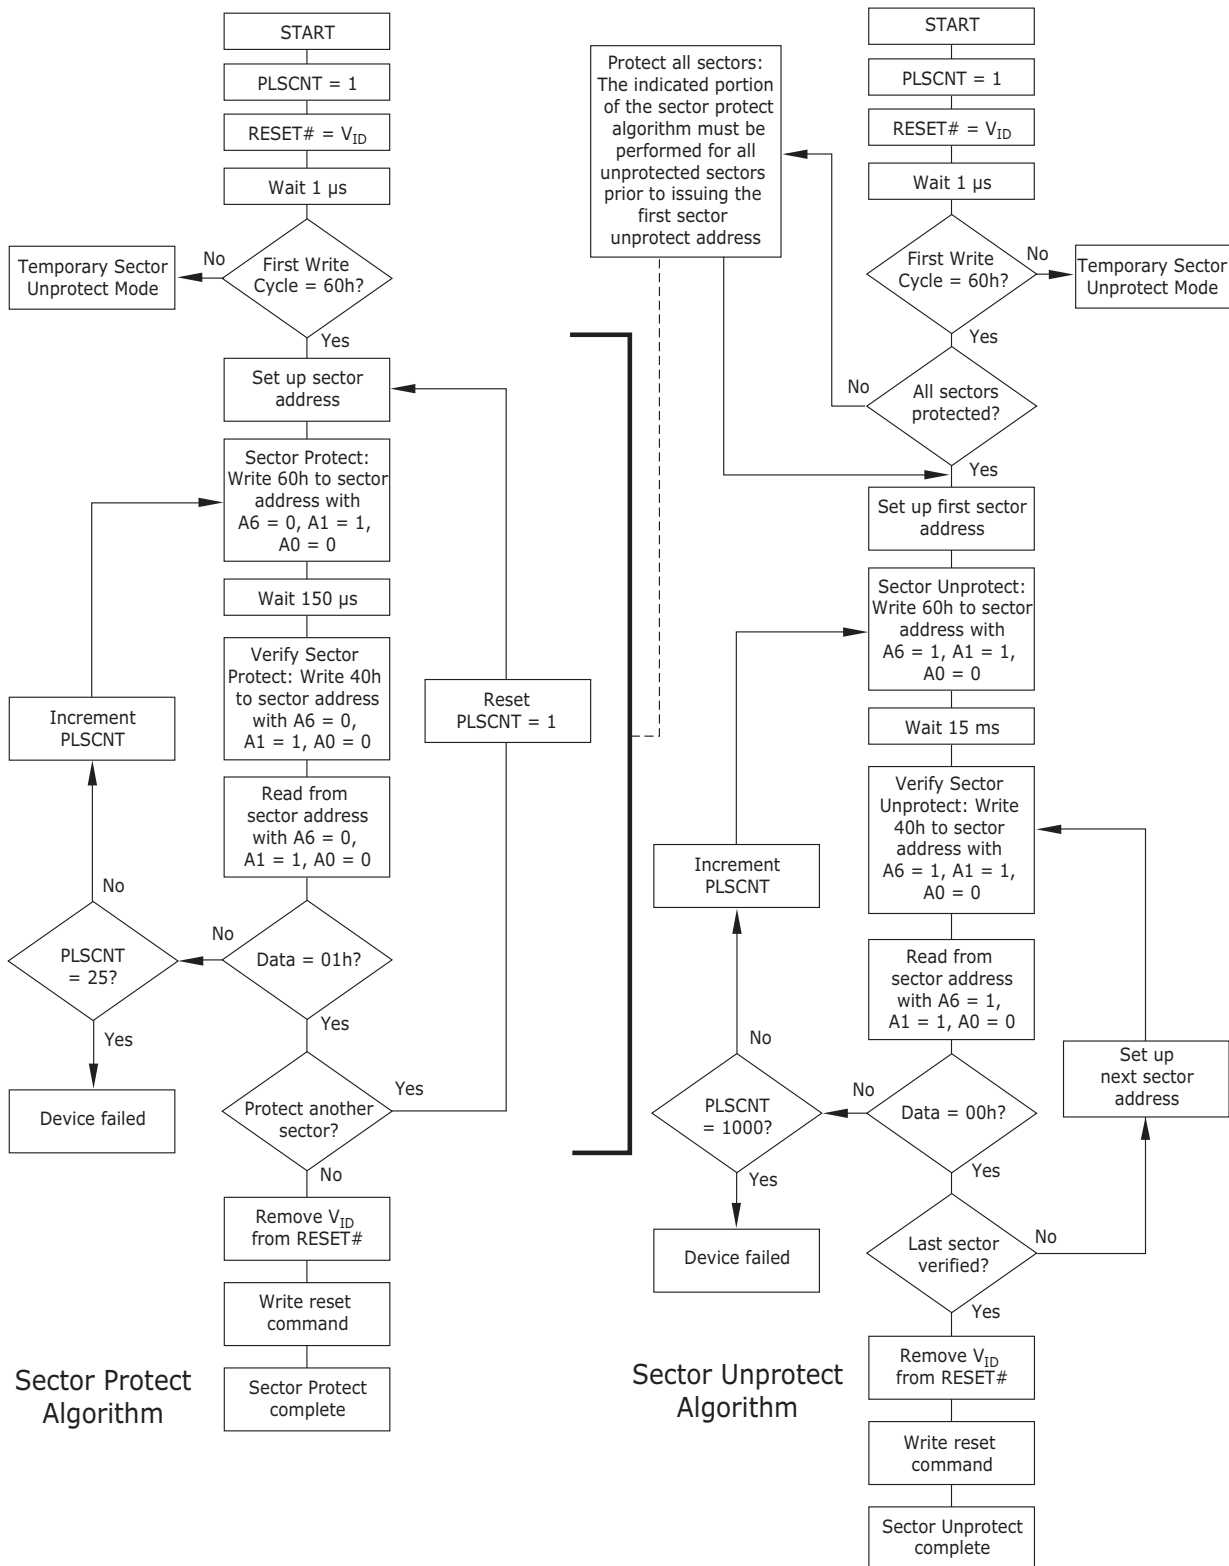 START
PLSCNT = 1
RESET# = VID
Wait 1 μs
First Write
Cycle = 60h?
No
Temporary Sector
Unprotect Mode
Yes
Set up sector
address
Sector Protect:
Write 60h to sector
address with
A6 = 0, A1 = 1,
A0 = 0
Wait 150 μs
Verify Sector
Protect: Write 40h
to sector address
with A6 = 0,
A1 = 1, A0 = 0
Read from
sector address
with A6 = 0,
A1 = 1, A0 = 0
Data = 01h?
No
PLSCNT
= 25?
No
Increment
PLSCNT
Yes
Device failed
Yes
Protect another
sector?
Yes
Reset
PLSCNT = 1
No
Remove VID
from RESET#
Write reset
command
Sector Protect
complete
Sector Protect
Algorithm
Protect all sectors:
The indicated portion
of the sector protect
algorithm must be
performed for all
unprotected sectors
prior to issuing the
first sector
unprotect address
START
PLSCNT = 1
RESET# = VID
Wait 1 μs
First Write
Cycle = 60h?
No
Temporary Sector
Unprotect Mode
Yes
All sectors
protected?
No
Yes
Set up first sector
address
Sector Unprotect:
Write 60h to sector
address with
A6 = 1, A1 = 1,
A0 = 0
Wait 15 ms
Verify Sector
Unprotect: Write
40h to sector
address with
A6 = 1, A1 = 1,
A0 = 0
Read from
sector address
with A6 = 1,
A1 = 1, A0 = 0
Data = 00h?
No
PLSCNT
= 1000?
No
Increment
PLSCNT
Yes
Device failed
Yes
Last sector
verified?
No
Set up
next sector
address
Yes
Remove VID
from RESET#
Write reset
command
Sector Unprotect
complete
Sector Unprotect
Algorithm